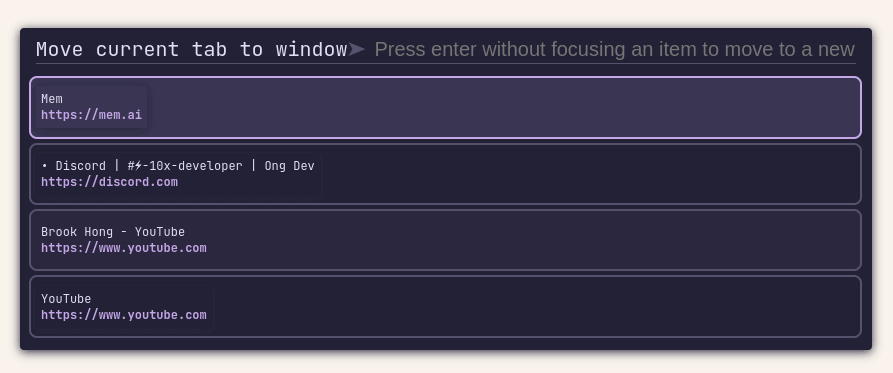 Move current tab to window➤ Press enter without focusing an item to move to a new
Mem
https://mem.ai
• Discord | #⚡-10x-developer | Ong Dev
https://discord.com
Brook Hong - YouTube
https://www.youtube.com
YouTube
https://www.youtube.com